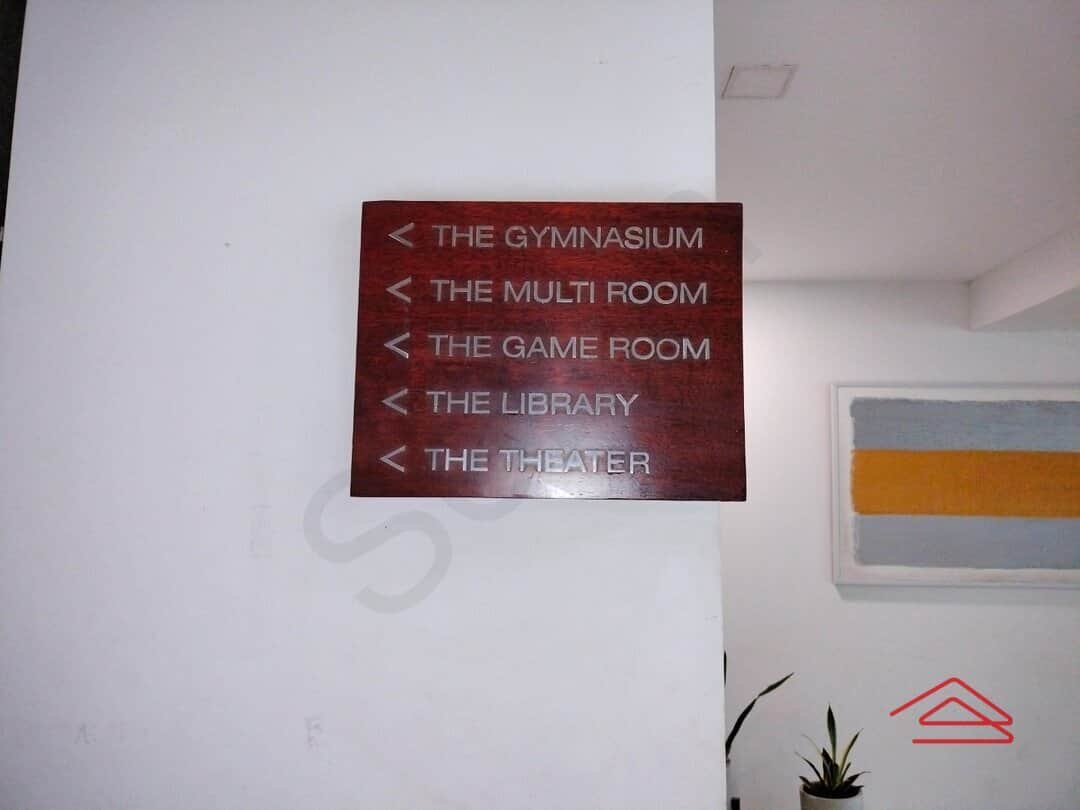 < THE GYMNASIUM
< THE MULTI ROOM
< THE GAME ROOM
< THE LIBRARY
< THE THEATER